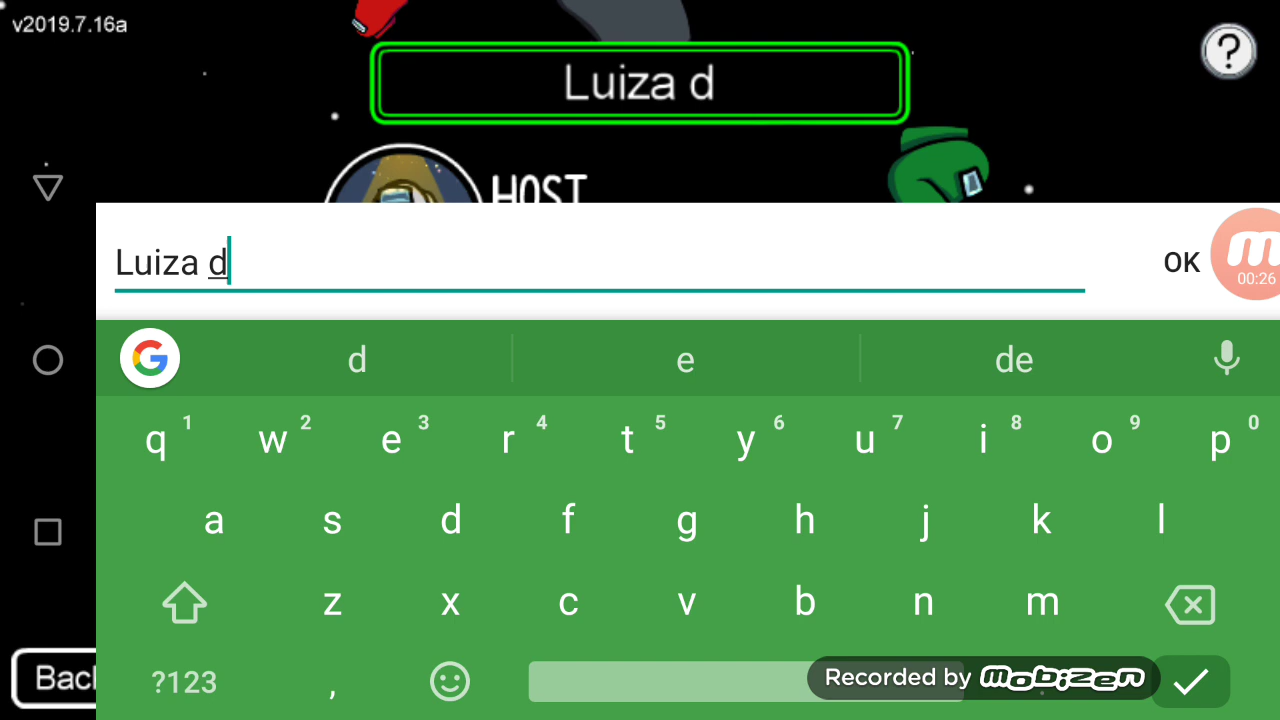 v2019.7.16a
Luiza d
?
HOST
Luiza d
OK
m
00:26
G
d e de
q 1 w 2 e 3 r 4 t 5 y 6 u 7 i 8 o 9 p 0
a s d f g h j k l
z x c v b n m
Bac
?123 ,
Recorded by mobizen